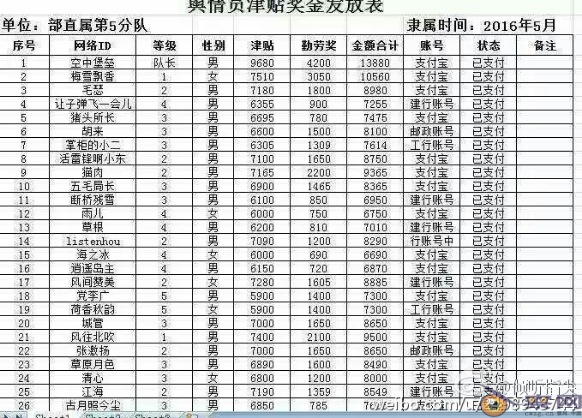 舆情员津贴奖金发放表
单位：部直属第5分队 隶属时间：2016年5月
序号 网络ID 等级 性别 津贴 勤劳奖 金额合计 账号 状态 备注
1 空中堡垒 队长 男 9680 4200 13880 支付宝 已支付
2 梅雪飘香 1 女 7510 3050 10560 支付宝 已支付
3 毛瑟 2 男 7180 1800 8980 支付宝 已支付
4 让子弹飞一会儿 4 男 6355 900 7255 建行账号 已支付
5 猪头所长 3 男 6695 780 7475 支付宝 已支付
6 胡来 3 男 6600 1500 8100 邮政账号 已支付
7 掌柜的小二 3 男 6305 1309 7614 工行账号 已支付
8 活雷锋啊小东 2 男 7100 1650 8750 支付宝 已支付
9 猫肉 2 男 7165 2200 9365 支付宝 已支付
10 五毛局长 3 男 6900 1465 8365 支付宝 已支付
11 断桥残雪 3 男 6100 850 6950 建行账号 已支付
12 雨儿 4 女 6000 750 6750 支付宝 已支付
13 草根 4 男 6200 810 7010 建行账号 已支付
14 listenhou 2 男 7090 1200 8290 行账号中 已支付
15 海之冰 4 女 6000 690 6690 支付宝 已支付
16 逍遥岛主 4 男 6150 720 6870 支付宝 已支付
17 风间赞美 2 女 7280 1605 8885 建行账号 已支付
18 党李广 5 男 5900 1400 7300 支付宝 已支付
19 荷香秋韵 5 女 5900 1400 7300 工行账号 已支付
20 城管 3 男 7000 1650 8650 支付宝 已支付
21 风往北吹 1 男 7400 2100 9500 支付宝 已支付
22 张邀扬 2 男 7000 1650 8650 邮政账号 已支付
23 草原月色 3 男 6870 1390 8260 支付宝 已支付
24 清心 3 女 6800 1200 8000 支付宝
25 江海 2 男 7190 1359 8549 建行账号
26 古月照今尘 3 男 6850 785 支付宝